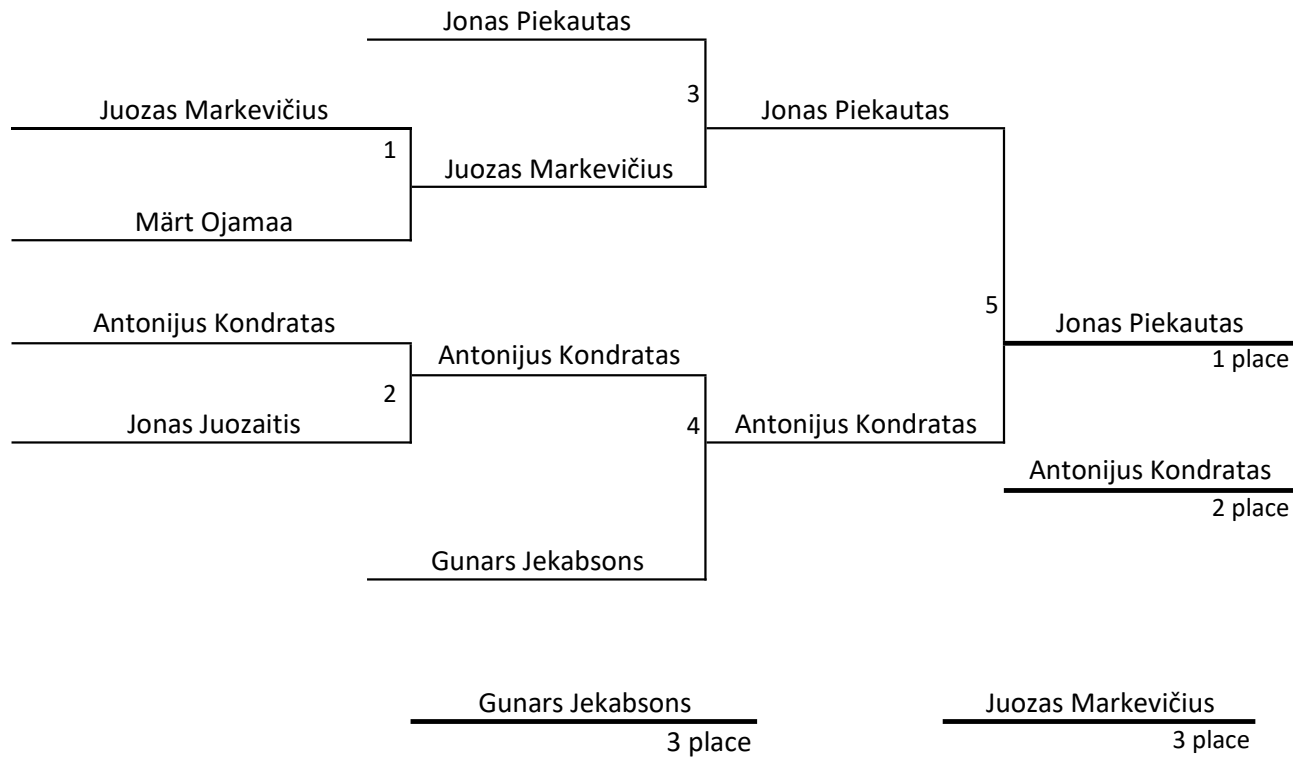 Jonas Piekautas
3
Juozas Markevičius
Jonas Piekautas
1
Juozas Markevičius
Märt Ojamaa
5
Antonijus Kondratas
Jonas Piekautas
Antonijus Kondratas
1 place
2
Jonas Juozaitis
4
Antonijus Kondratas
Antonijus Kondratas
2 place
Gunars Jekabsons
Gunars Jekabsons
3 place
Juozas Markevičius
3 place